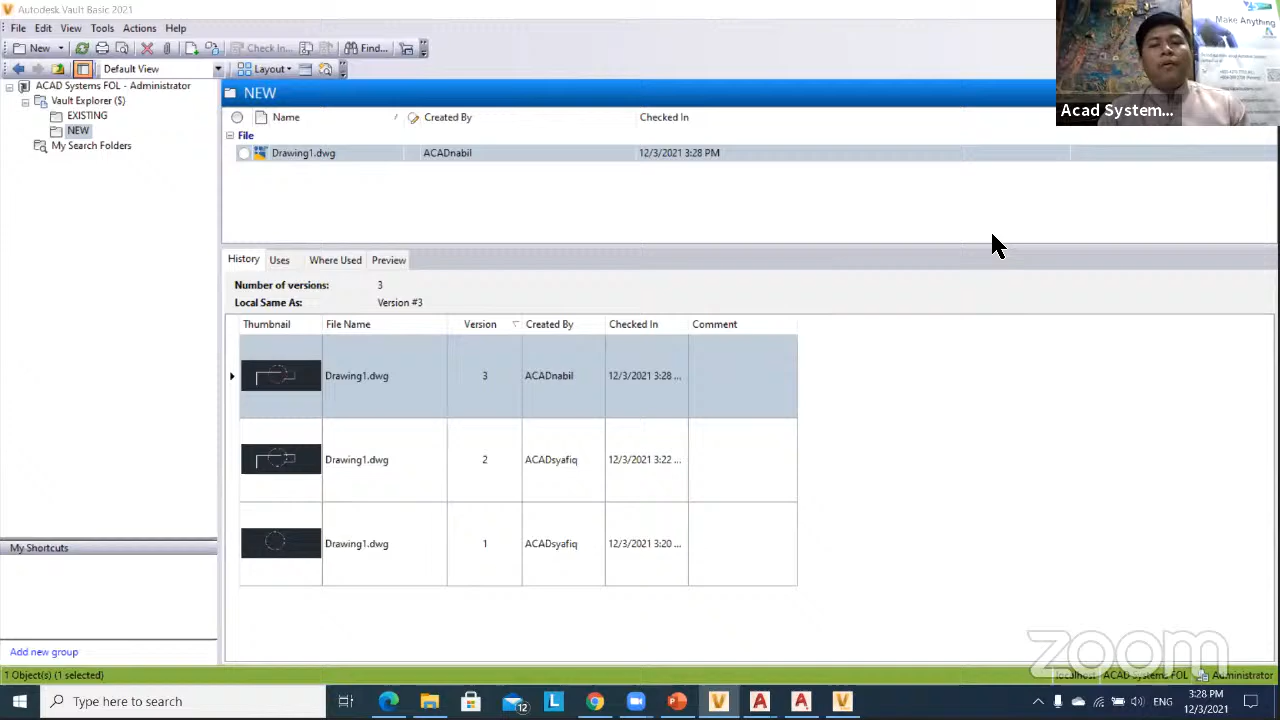 Autodesk Vault Basic 2021
File Edit View Tools Actions Help
New Check In... Find...
Default View Layout
ACAD Systems FOL - Administrator
Vault Explorer ($)
EXISTING
NEW
My Search Folders
My Shortcuts
Add new group
NEW
Name Created By Checked In
File
Drawing1.dwg ACADnabil 12/3/2021 3:28 PM
History Uses Where Used Preview
Number of versions: 3
Local Same As: Version #3
Thumbnail File Name Version Created By Checked In Comment
Drawing1.dwg 3 ACADnabil 12/3/2021 3:28 ...
Drawing1.dwg 2 ACADsyafiq 12/3/2021 3:22 ...
Drawing1.dwg 1 ACADsyafiq 12/3/2021 3:20 ...
Make Anything
Acad System...
zoom
1 Object(s) (1 selected)
localhost ACAD Systems FOL Administrator
Type here to search
12
ENG
3:28 PM
12/3/2021